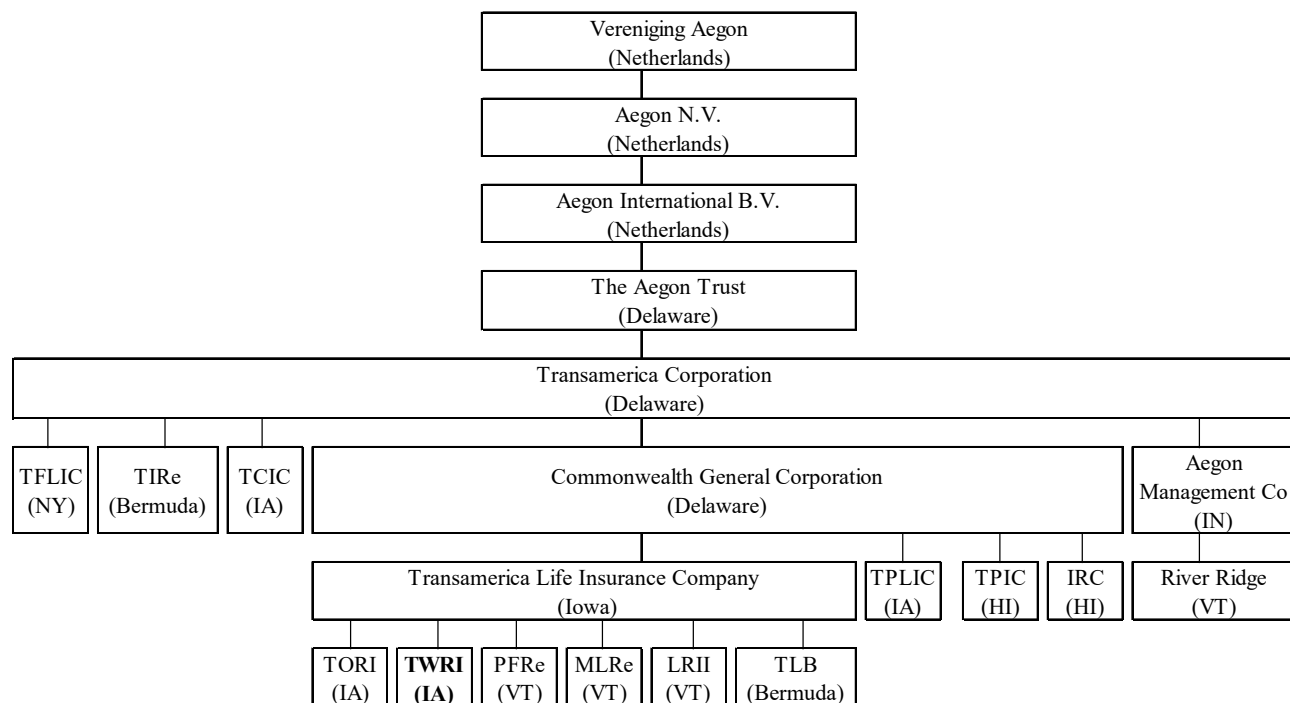 Vereniging Aegon
(Netherlands)
Aegon N.V.
(Netherlands)
Aegon International B.V.
(Netherlands)
The Aegon Trust
(Delaware)
Transamerica Corporation
(Delaware)
TFLIC
(NY)
TIRe
(Bermuda)
TCIC
(IA)
Commonwealth General Corporation
(Delaware)
Aegon
Management Co
(IN)
Transamerica Life Insurance Company
(Iowa)
TPLIC
(IA)
TPIC
(HI)
IRC
(HI)
River Ridge
(VT)
TORI
(IA)
TWRI
(IA)
PFRe
(VT)
MLRe
(VT)
LRII
(VT)
TLB
(Bermuda)